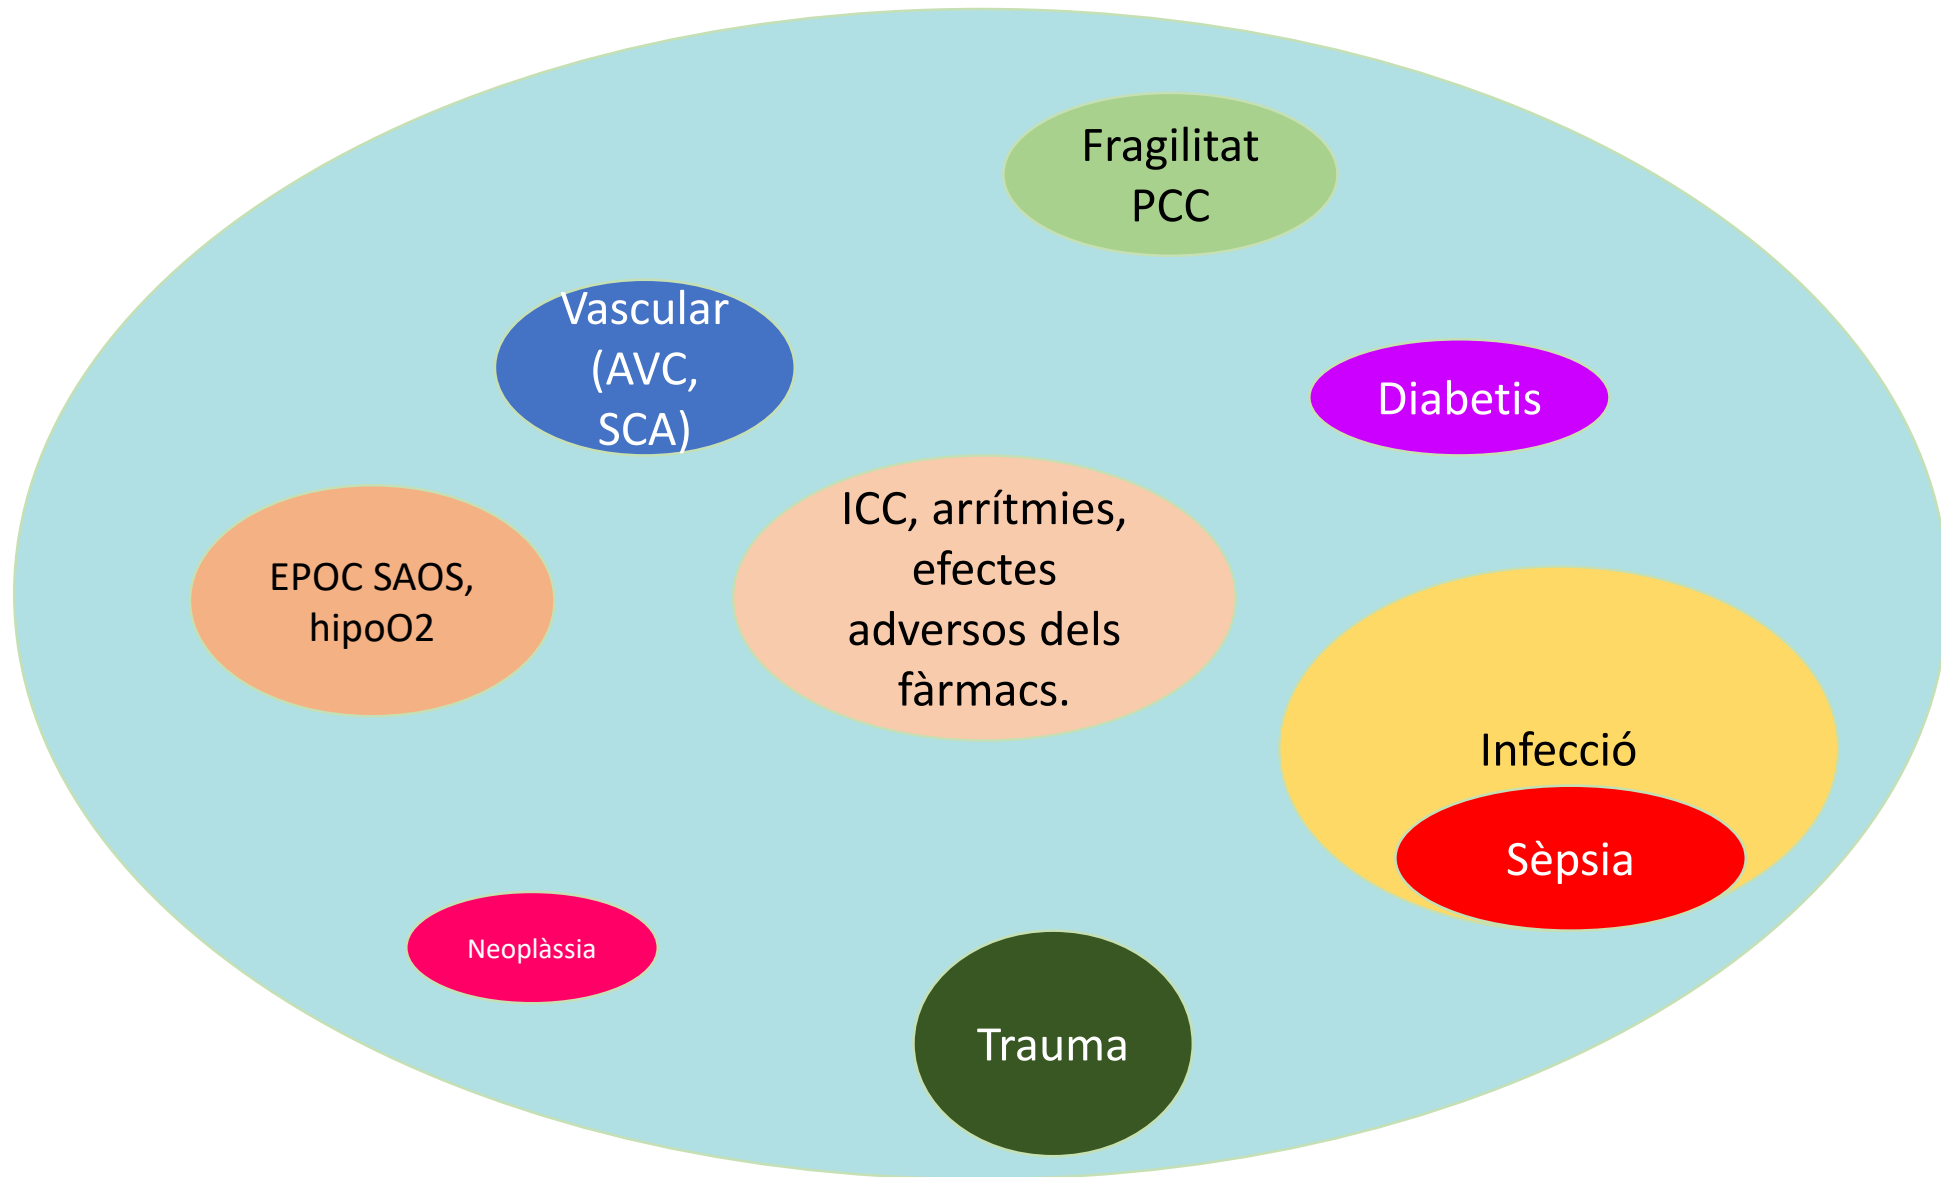 Fragilitat
PCC
Vascular
(AVC,
SCA)
Diabetis
ICC, arrítmies,
efectes
adversos dels
fàrmacs.
EPOC SAOS,
hipoO2
Infecció
Sèpsia
Neoplàssia
Trauma